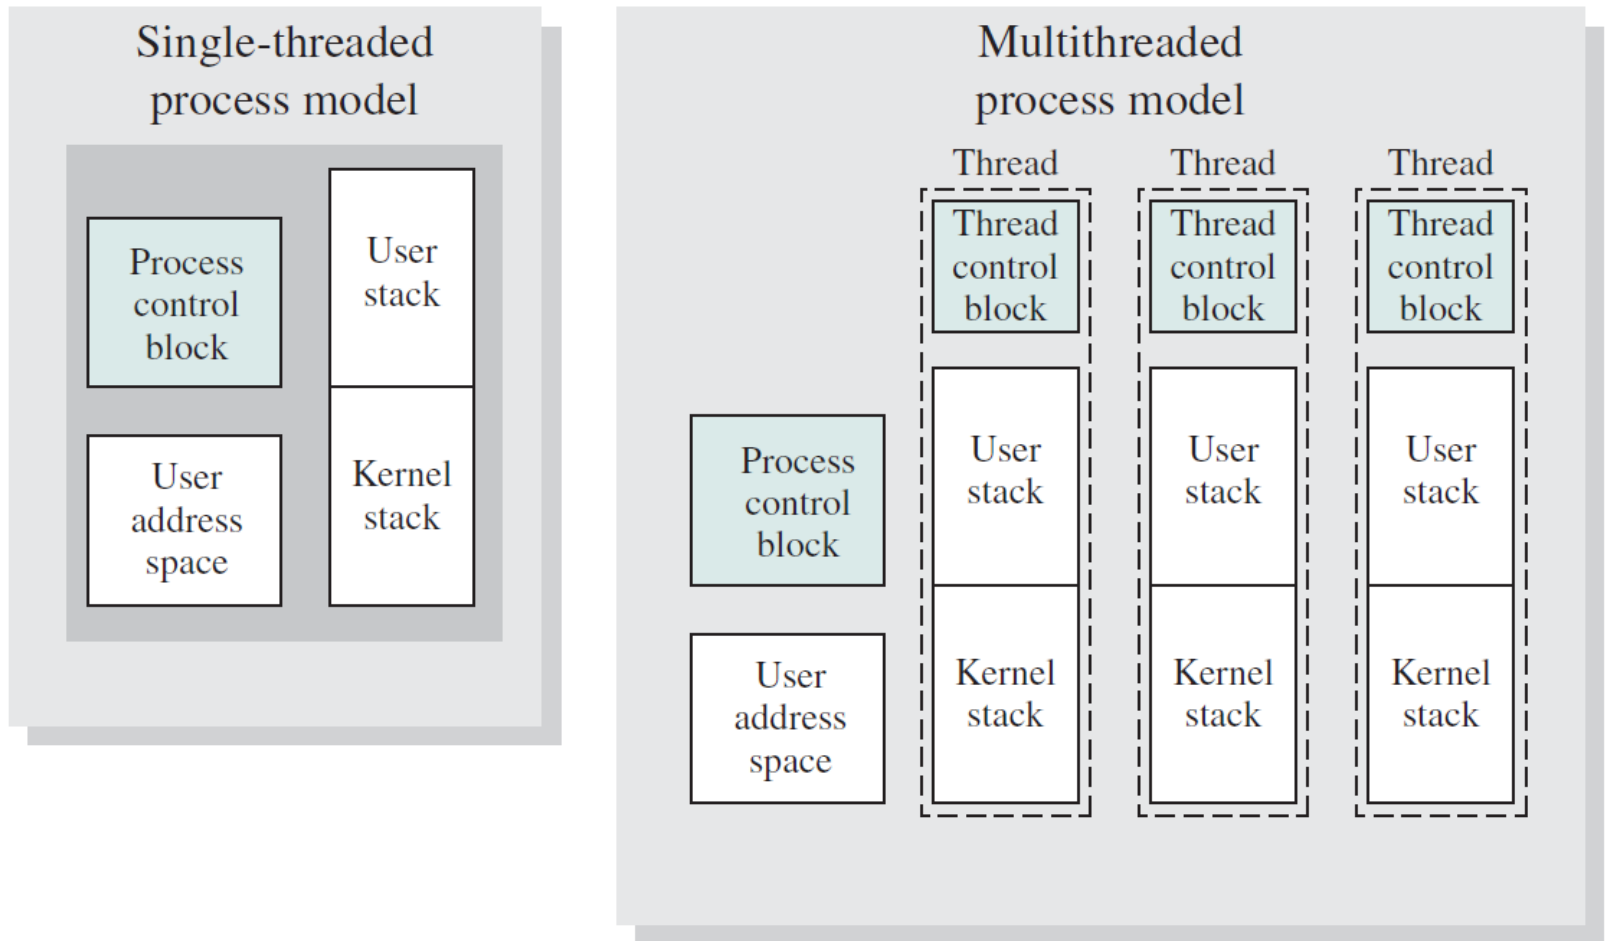 Single-threaded
process model
Process
control
block
User
stack
User
address
space
Kernel
stack
Multithreaded
process model
Process
control
block
User
address
space
Thread
Thread
control
block
User
stack
Kernel
stack
Thread
Thread
control
block
User
stack
Kernel
stack
Thread
Thread
control
block
User
stack
Kernel
stack